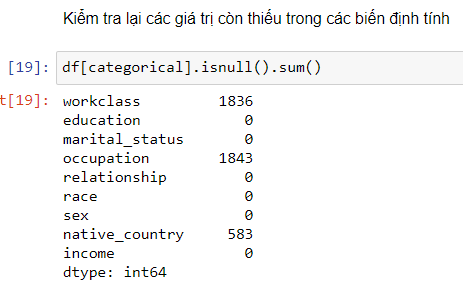 Kiểm tra lại các giá trị còn thiếu trong các biến định tính
[19]: df[categorical].isnull().sum()
t[19]: workclass 1836
education 0
marital_status 0
occupation 1843
relationship 0
race 0
sex 0
native_country 583
income 0
dtype: int64